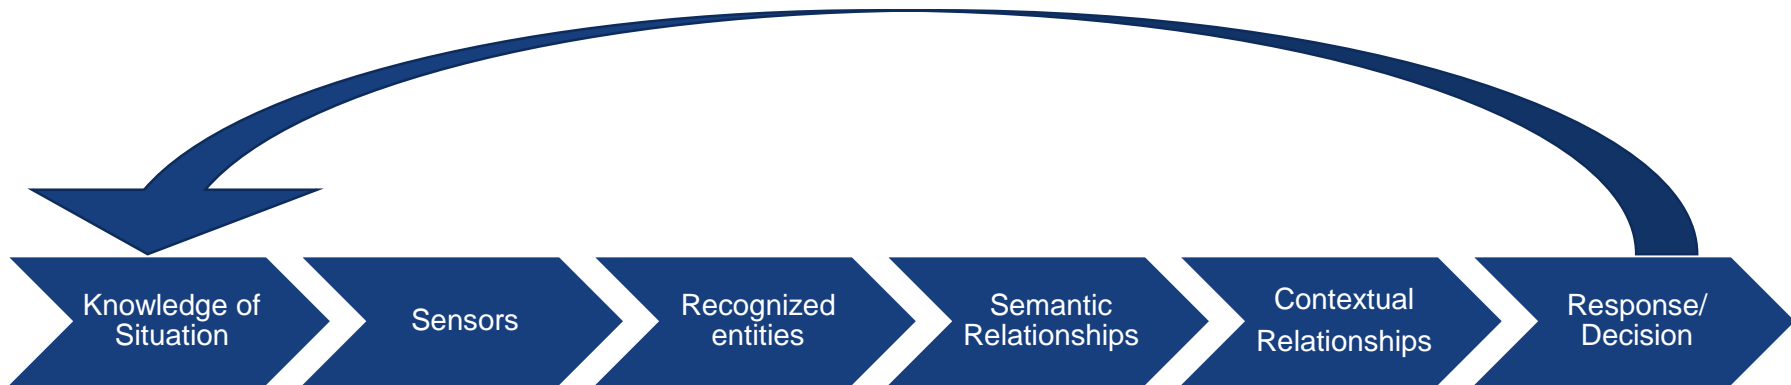 Knowledge of
Situation
Sensors
Recognized
entities
Semantic
Relationships
Contextual
Relationships
Response/
Decision